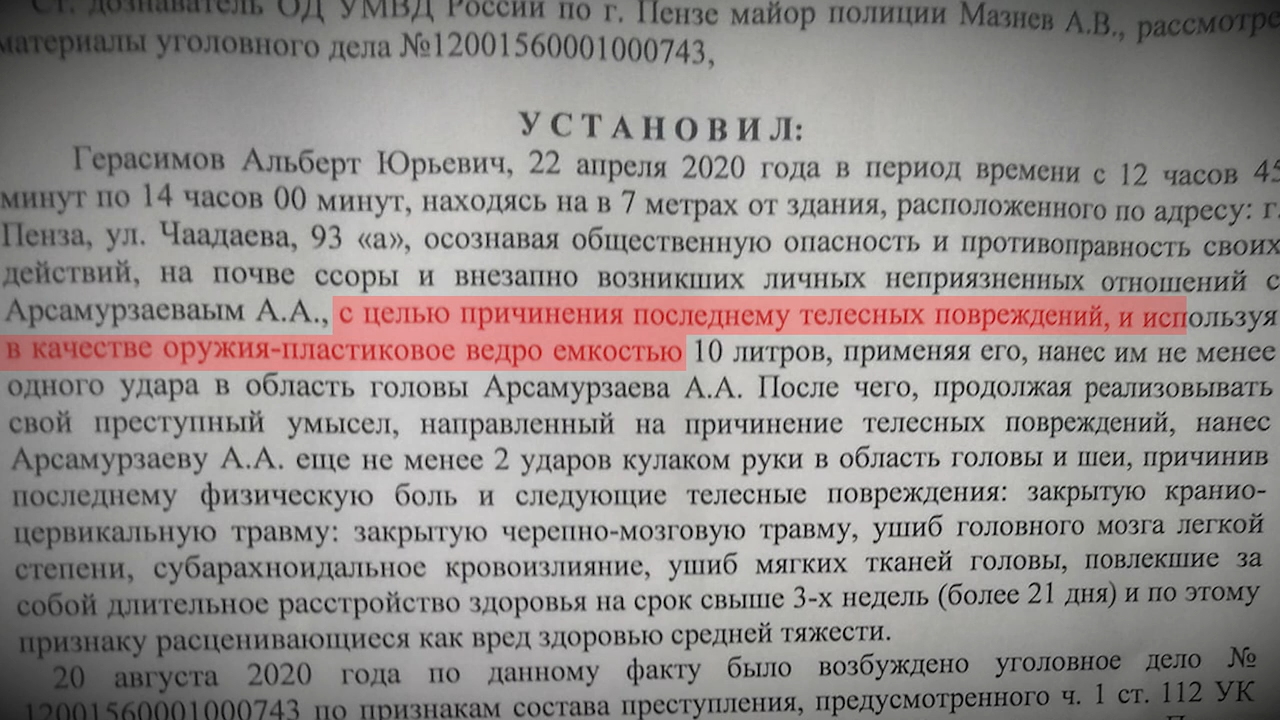 Ст. дознаватель ОД УМВД России по г. Пензе майор полиции Мазнев А.В., рассмотре
материалы уголовного дела №12001560001000743,
УСТАНОВИЛ:
Герасимов Альберт Юрьевич, 22 апреля 2020 года в период времени с 12 часов 45
минут по 14 часов 00 минут, находясь на в 7 метрах от здания, расположенного по адресу: г.
Пенза, ул. Чаадаева, 93 «а», осознавая общественную опасность и противоправность своих
действий, на почве ссоры и внезапно возникших личных неприязненных отношений с
Арсамурзаеваым А.А., с целью причинения последнему телесных повреждений, и используя
в качестве оружия-пластиковое ведро емкостью 10 литров, применяя его, нанес им не менее
одного удара в область головы Арсамурзаева А.А. После чего, продолжая реализовывать
свой преступный умысел, направленный на причинение телесных повреждений, нанес
Арсамурзаеву А.А. еще не менее 2 ударов кулаком руки в область головы и шеи, причинив
последнему физическую боль и следующие телесные повреждения: закрытую кранио-
цервикальную травму: закрытую черепно-мозговую травму, ушиб головного мозга легкой
степени, субарахноидальное кровоизлияние, ушиб мягких тканей головы, повлекшие за
собой длительное расстройство здоровья на срок свыше 3-х недель (более 21 дня) и по этому
признаку расценивающиеся как вред здоровью средней тяжести.
20 августа 2020 года по данному факту было возбуждено уголовное дело №
12001560001000743 по признакам состава преступления, предусмотренного ч. 1 ст. 112 УК